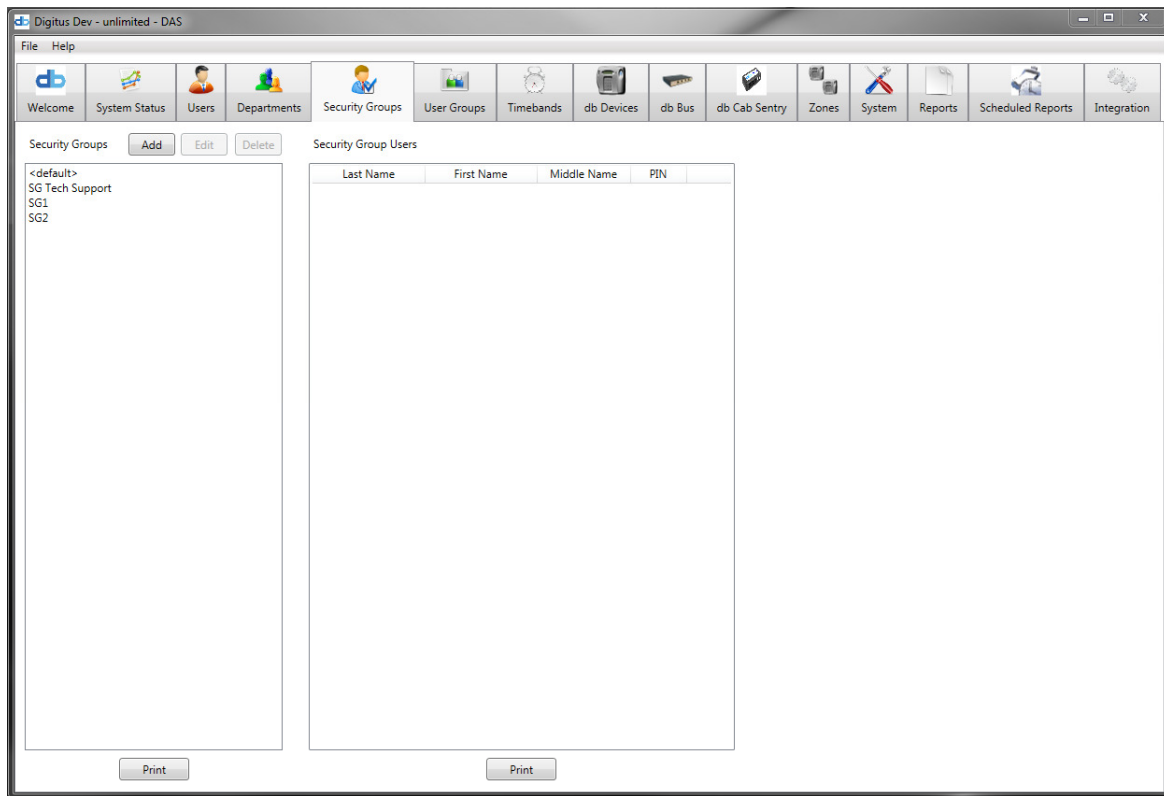 db Digitus Dev - unlimited - DAS
File Help
db
Welcome System Status Users Departments Security Groups User Groups Timebands db Devices db Bus db Cab Sentry Zones System Reports Scheduled Reports Integration
Security Groups Add Edit Delete Security Group Users
<default>
SG Tech Support
SG1
SG2
Last Name First Name Middle Name PIN
Print Print